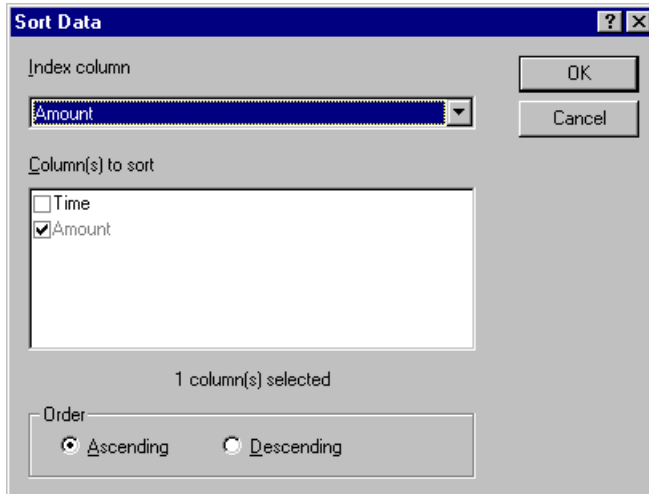 Sort Data
Index column
OK
Amount
Cancel
Column(s) to sort
Time
Amount
1 column(s) selected
Order
Ascending Descending